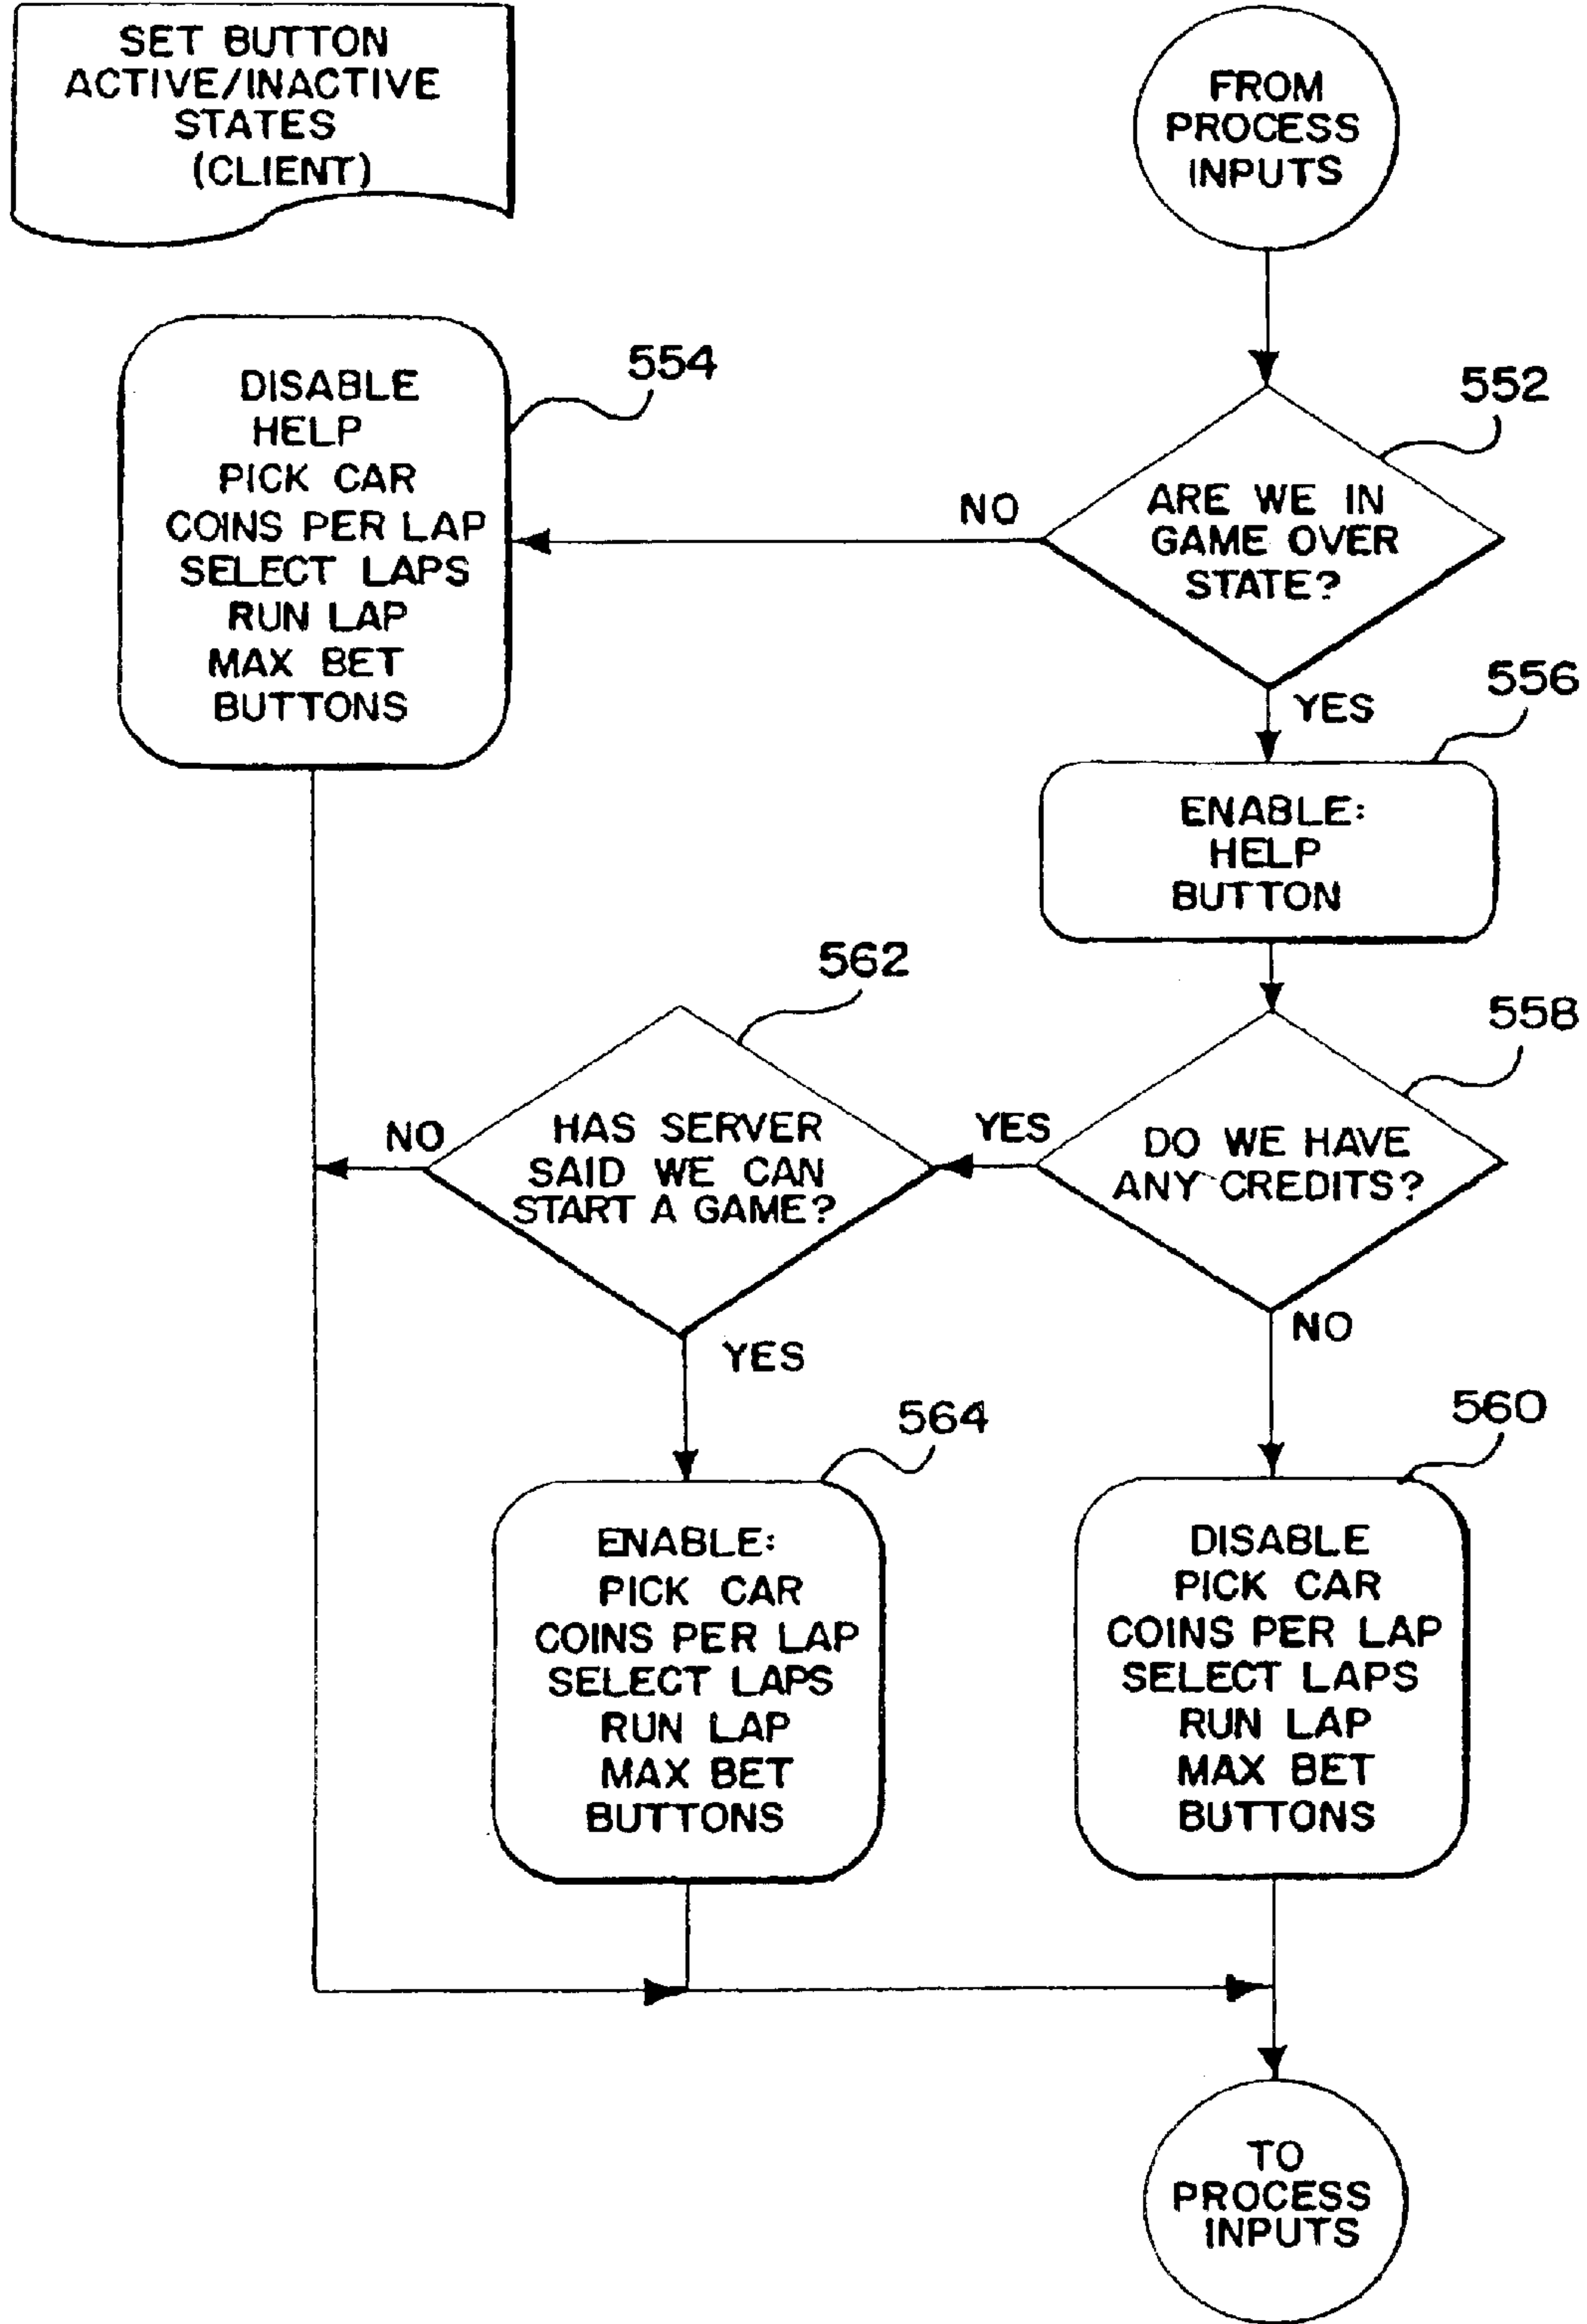 SET BUTTON
ACTIVE/INACTIVE
STATES
(CLIENT)
FROM
PROCESS
INPUTS
554
DISABLE
HELP
PICK CAR
COINS PER LAP
SELECT LAPS
RUN LAP
MAX BET
BUTTONS
552
NO
ARE WE IN
GAME OVER
STATE?
YES
556
ENABLE:
HELP
BUTTON
562
558
NO
HAS SERVER
SAID WE CAN
START A GAME?
YES
DO WE HAVE
ANY CREDITS?
YES
NO
564
560
ENABLE:
PICK CAR
COINS PER LAP
SELECT LAPS
RUN LAP
MAX BET
BUTTONS
DISABLE
PICK CAR
COINS PER LAP
SELECT LAPS
RUN LAP
MAX BET
BUTTONS
TO
PROCESS
INPUTS